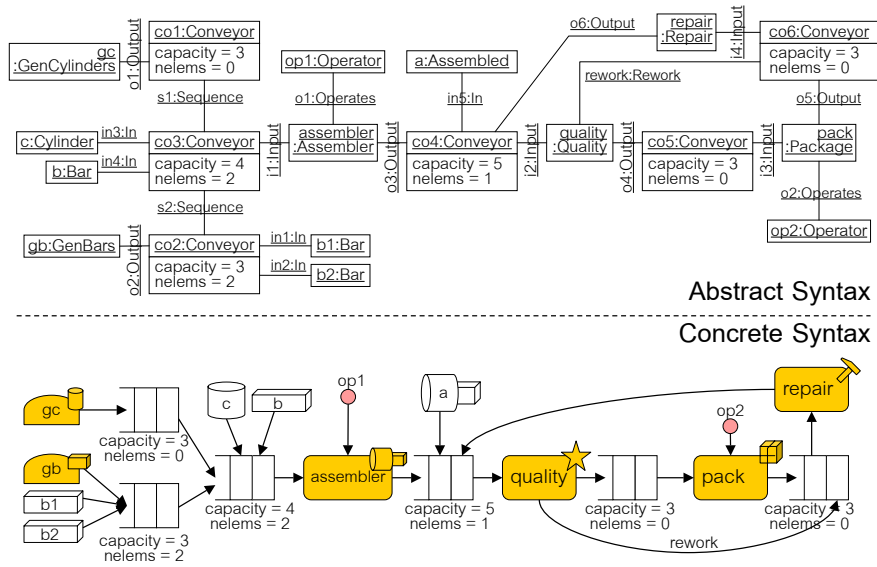 gc
:GenCylinders
o1:Output
co1:Conveyor
capacity = 3
nelems = 0
s1:Sequence
op1:Operator
a:Assembled
o1:Operates
in5:In
o6:Output
repair
:Repair
i4:Input
co6:Conveyor
capacity = 3
nelems = 0
rework:Rework
o5:Output
c:Cylinder
in3:In
b:Bar
in4:In
co3:Conveyor
capacity = 4
nelems = 2
i1:Input
assembler
:Assembler
o3:Output
co4:Conveyor
capacity = 5
nelems = 1
i2:Input
quality
:Quality
o4:Output
co5:Conveyor
capacity = 3
nelems = 0
i3:Input
pack
:Package
s2:Sequence
o2:Operates
op2:Operator
gb:GenBars
o2:Output
co2:Conveyor
capacity = 3
nelems = 2
in1:In
b1:Bar
in2:In
b2:Bar
Abstract Syntax
Concrete Syntax
gc
capacity = 3
nelems = 0
gb
b1
b2
capacity = 3
nelems = 2
c
b
capacity = 4
nelems = 2
op1
assembler
a
capacity = 5
nelems = 1
quality
capacity = 3
nelems = 0
op2
pack
repair
capacity = 3
nelems = 0
rework